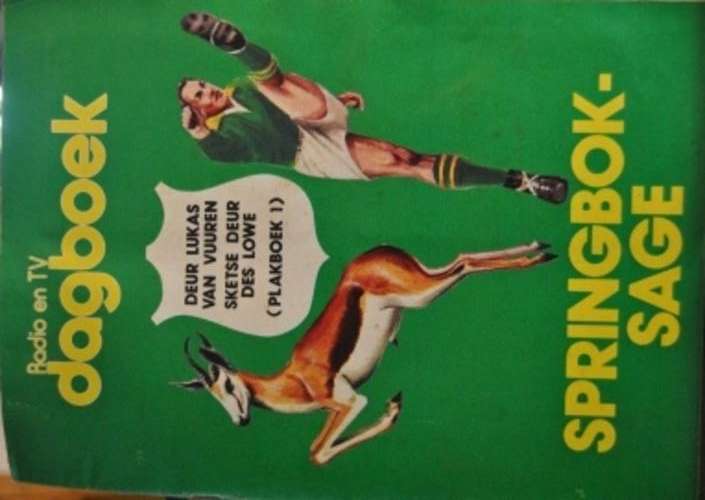 Radio en TV
dagboek
DEUR LUKAS
VAN VUUREN
SKETSE DEUR
DES LOWE
(PLAKBOEK 1)
SPRINGBOK-
SAGE